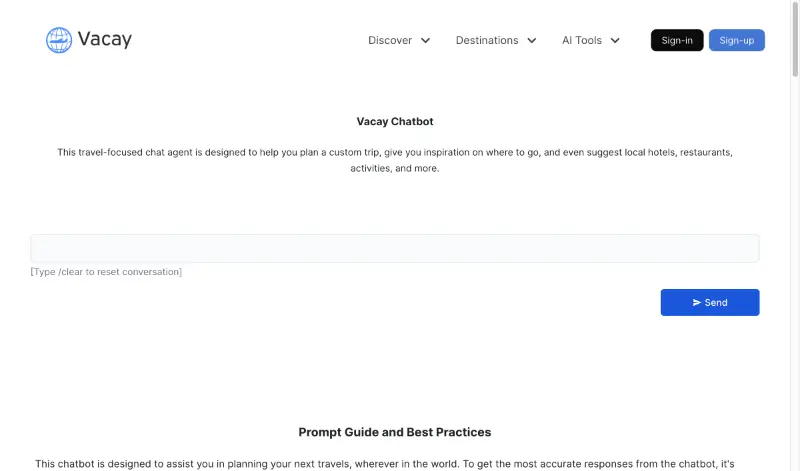 Vacay
Discover
Destinations
AI Tools
Sign-in
Sign-up
Vacay Chatbot
This travel-focused chat agent is designed to help you plan a custom trip, give you inspiration on where to go, and even suggest local hotels, restaurants,
activities, and more.
[Type /clear to reset conversation]
Send
Prompt Guide and Best Practices
This chatbot is designed to assist you in planning your next travels, wherever in the world. To get the most accurate responses from the chatbot, it's